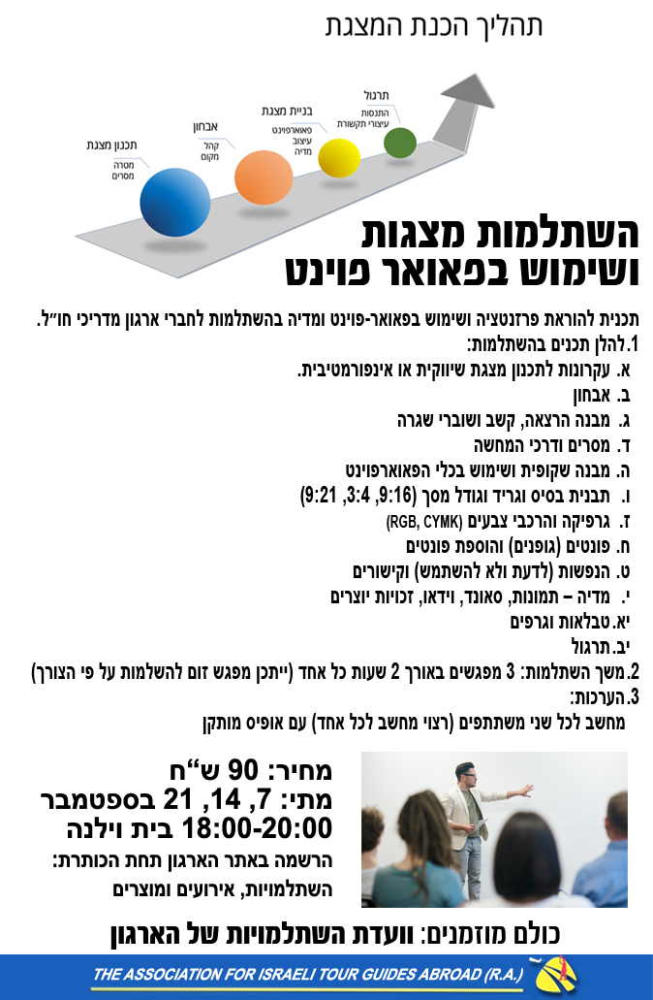 תהליך הכנת המצגת
תכנון מצגת
מטרה
מסרים
אבחון
קהל
מקום
בניית מצגת
פאוארפוינט
עיצוב
מדיה
תרגול
התנסות
עיצורי תקשורת
השתלמות מצגות
ושימוש בפאואר פוינט
תכנית להוראת פרזנטציה ושימוש בפאואר-פוינט ומדיה בהשתלמות לחברי ארגון מדריכי חו״ל.
1.להלן תכנים בהשתלמות:
א. עקרונות לתכנון מצגת שיווקית או אינפורמטיבית.
ב. אבחון
ג. מבנה הרצאה, קשב ושוברי שגרה
ד. מסרים ודרכי המחשה
ה. מבנה שקופית ושימוש בכלי הפאוארפוינט
ו. תבנית בסיס וגריד וגודל מסך (9:16, 3:4, 9:21)
ז. גרפיקה והרכבי צבעים (RGB, CYMK)
ח. פונטים (גופנים) והוספת פונטים
ט. הנפשות (לדעת ולא להשתמש) וקישורים
י. מדיה – תמונות, סאונד, וידאו, זכויות יוצרים
יא.טבלאות וגרפים
יב.תרגול
2.משך השתלמות: 3 מפגשים באורך 2 שעות כל אחד (ייתכן מפגש זום להשלמות על פי הצורך)
3.הערכות:
מחשב לכל שני משתתפים (רצוי מחשב לכל אחד) עם אופיס מותקן
מחיר: 90 ש“ח
מתי: 7, 14, 21 בספטמבר
18:00-20:00 בית וילנה
הרשמה באתר הארגון תחת הכותרת:
השתלמויות, אירועים ומוצרים
כולם מוזמנים: וועדת השתלמויות של הארגון
THE ASSOCIATION FOR ISRAELI TOUR GUIDES ABROAD (R.A.)